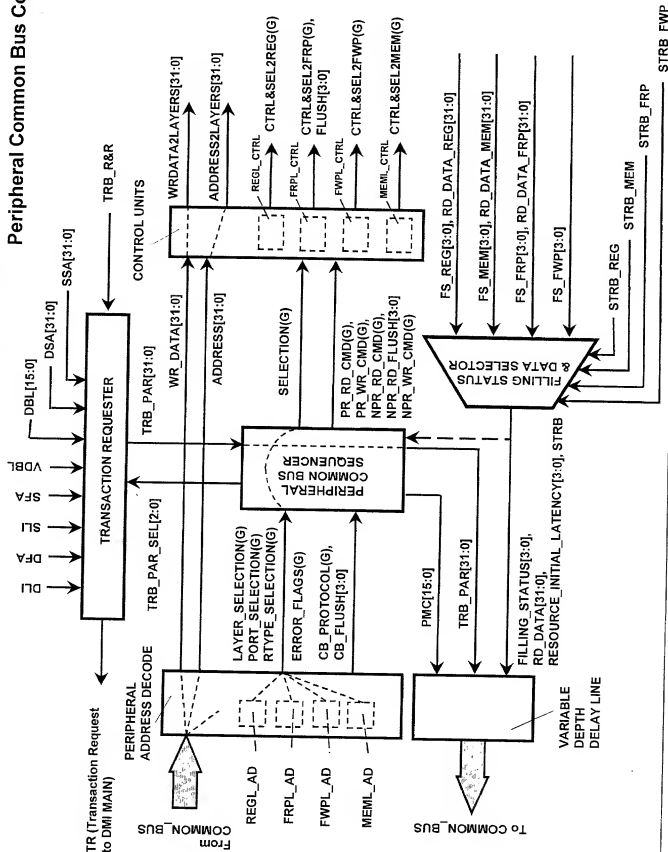 Peripheral Common Bus Co
DLI
DFA
SLI
SFA
VDBL
DBL[15:0]
DSA[31:0]
SSA[31:0]
TRB_R&R
TRANSACTION REQUESTER
TR (Transaction Request
to DMI MAIN)
TRB_PAR_SEL[2:0]
TRB_PAR[31:0]
CONTROL UNITS
WRDATA2LAYERS[31:0]
ADDRESS2LAYERS[31:0]
REGL_CTRL
CTRL&SEL2REG(G)
FRPL_CTRL
CTRL&SEL2FRP(G),
FLUSH[3:0]
FWPL_CTRL
CTRL&SEL2FWP(G)
MEML_CTRL
CTRL&SEL2MEM(G)
WR_DATA[31:0]
ADDRESS[31:0]
SELECTION(G)
PR_RD_CMD(G),
PR_WR_CMD(G),
NPR_RD_CMD(G)
NPR_RD_FLUSH[3:0]
NPR_WR_CMD(G)
PERIPHERAL
COMMON BUS
SEQUENCER
PERIPHERAL
ADDRESS DECODE
LAYER_SELECTION(G)
PORT_SELECTION(G)
RTYPE_SELECTION(G)
ERROR_FLAGS(G)
CB_PROTOCOL(G)
CB_FLUSH[3:0]
From
COMMON_BUS
REGL_AD
FRPL_AD
FWPL_AD
MEML_AD
PMC[15:0]
TRB_PAR[31:0]
FILLING_STATUS[3:0],
RD_DATA[31:0],
RESOURCE_INITIAL_LATENCY[3:0], STRB
VARIABLE
DEPTH
DELAY LINE
To COMMON_BUS
FILLING STATUS
& DATA SELECTOR
FS_REG[3:0], RD_DATA_REG[31:0]
FS_MEM[3:0], RD_DATA_MEM[31:0]
FS_FRP[3:0], RD_DATA_FRP[31:0]
FS_FWP[3:0]
STRB_REG
STRB_MEM
STRB_FRP
STRB_FWP